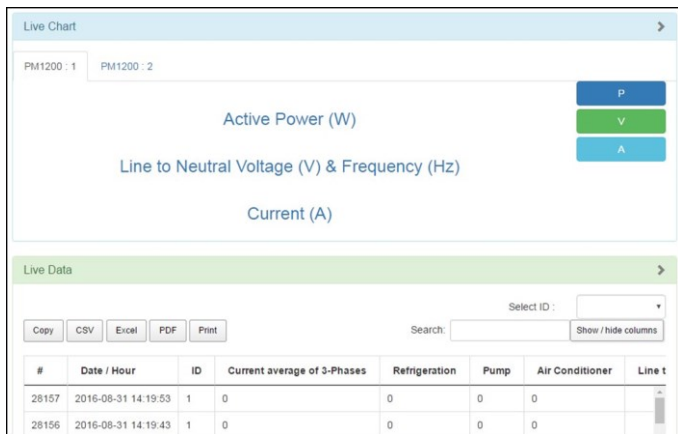 Live Chart
PM1200 : 1 PM1200 : 2
P
Active Power (W)
V
A
Line to Neutral Voltage (V) & Frequency (Hz)
Current (A)
Live Data
Select ID :
Copy CSV Excel PDF Print Search: Show / hide columns
# Date / Hour ID Current average of 3-Phases Refrigeration Pump Air Conditioner Line t
28157 2016-08-31 14:19:53 1 0 0 0 0
28156 2016-08-31 14:19:43 1 0 0 0 0